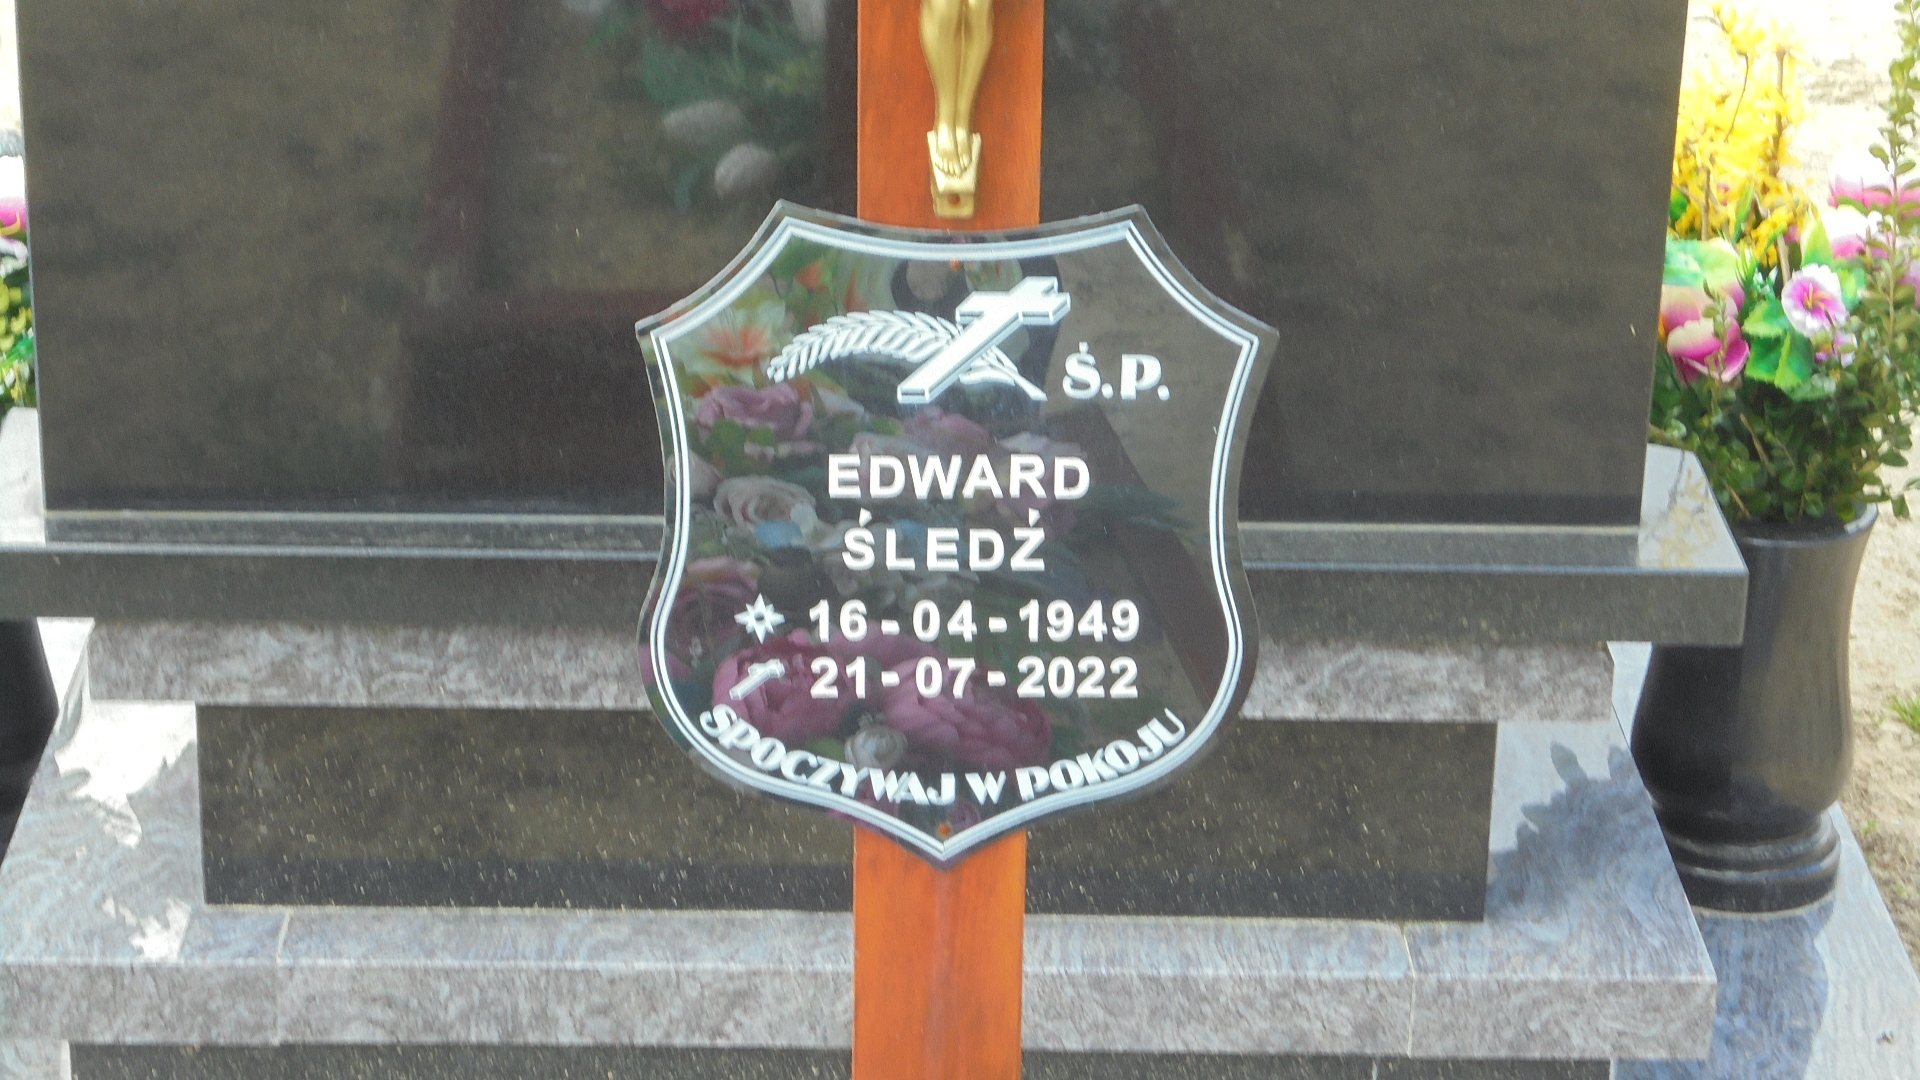 Ś.P.
EDWARD
ŚLEDŹ
16-04-1949
21-07-2022
SPOCZYWAJ W POKOJU